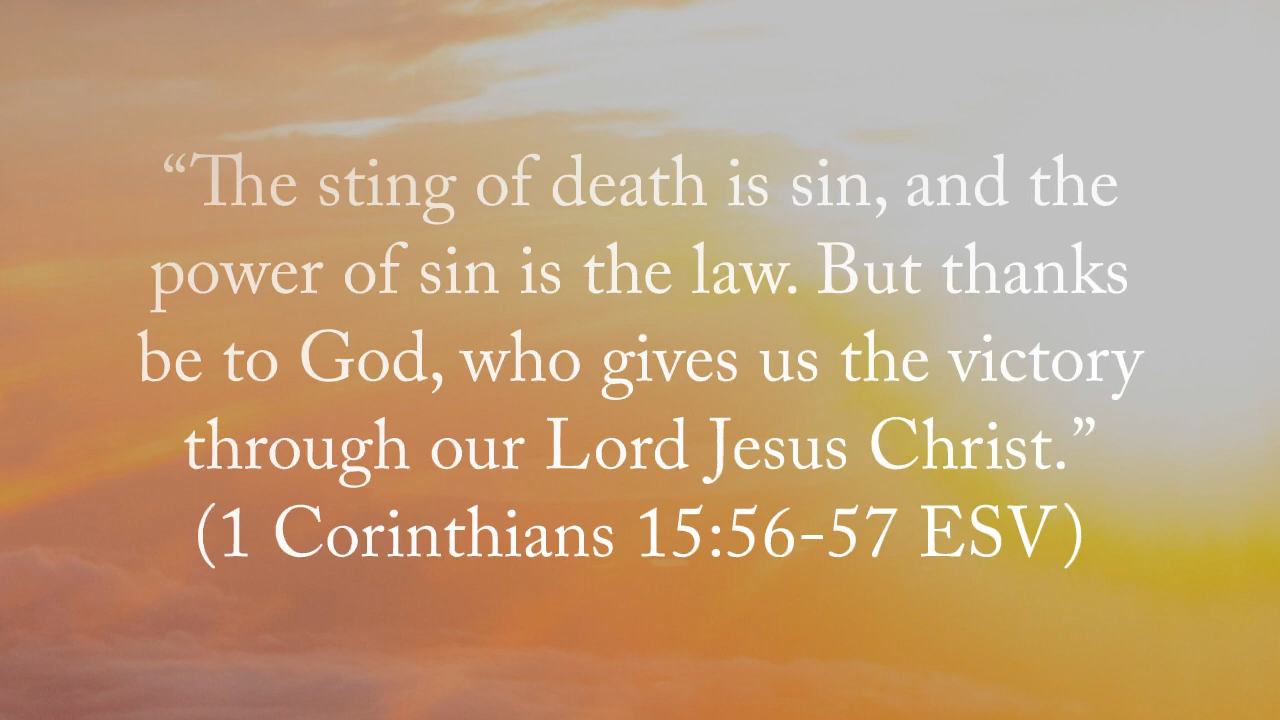 “The sting of death is sin, and the
power of sin is the law. But thanks
be to God, who gives us the victory
through our Lord Jesus Christ.”
(1 Corinthians 15:56-57 ESV)